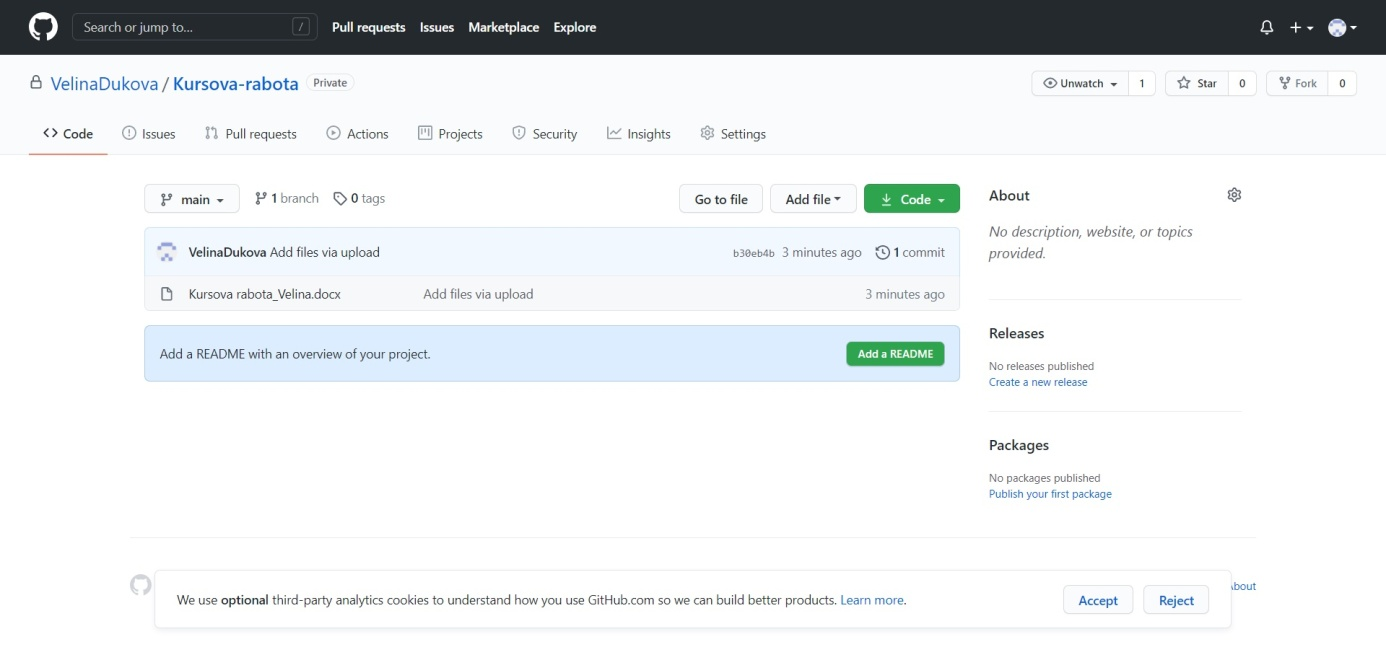 Search or jump to... /
Pull requests Issues Marketplace Explore
VelinaDukova / Kursova-rabota Private
Unwatch 1 Star 0 Fork 0
Code Issues Pull requests Actions Projects Security Insights Settings
main 1 branch 0 tags
Go to file Add file Code
VelinaDukova Add files via upload b30eb4b 3 minutes ago 1 commit
Kursova rabota_Velina.docx Add files via upload 3 minutes ago
Add a README with an overview of your project. Add a README
About
No description, website, or topics
provided.
Releases
No releases published
Create a new release
Packages
No packages published
Publish your first package
We use optional third-party analytics cookies to understand how you use GitHub.com so we can build better products. Learn more.
Accept Reject
About